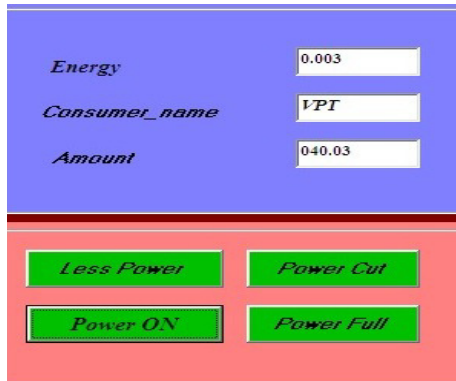 Energy 0.003
Consumer_name VPT
Amount 040.03
Less Power Power Cut
Power ON Power Full